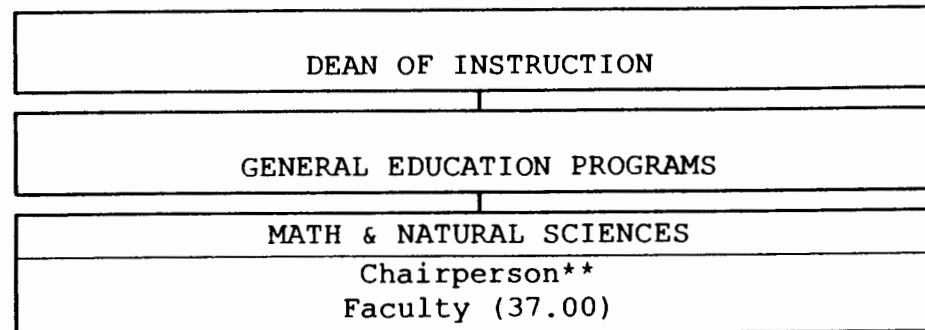 DEAN OF INSTRUCTION
GENERAL EDUCATION PROGRAMS
MATH & NATURAL SCIENCES
Chairperson**
Faculty (37.00)